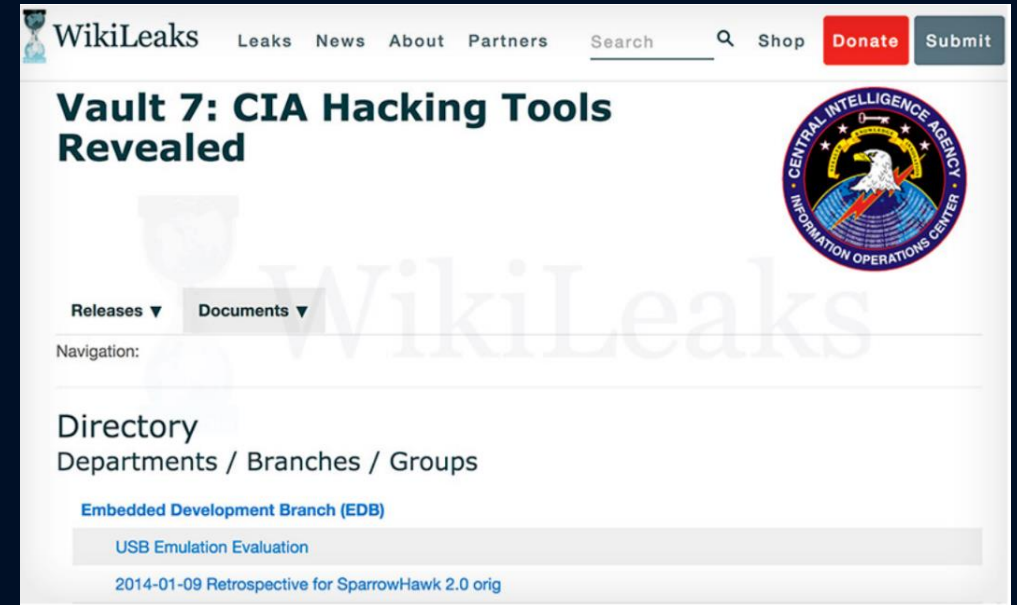 WikiLeaks Leaks News About Partners Search Shop Donate Submit
Vault 7: CIA Hacking Tools
Revealed
CENTRAL INTELLIGENCE AGENCY
INFORMATION OPERATIONS CENTER
WikiLeaks
Releases ▼ Documents ▼
Navigation:
Directory
Departments / Branches / Groups
Embedded Development Branch (EDB)
USB Emulation Evaluation
2014-01-09 Retrospective for SparrowHawk 2.0 orig